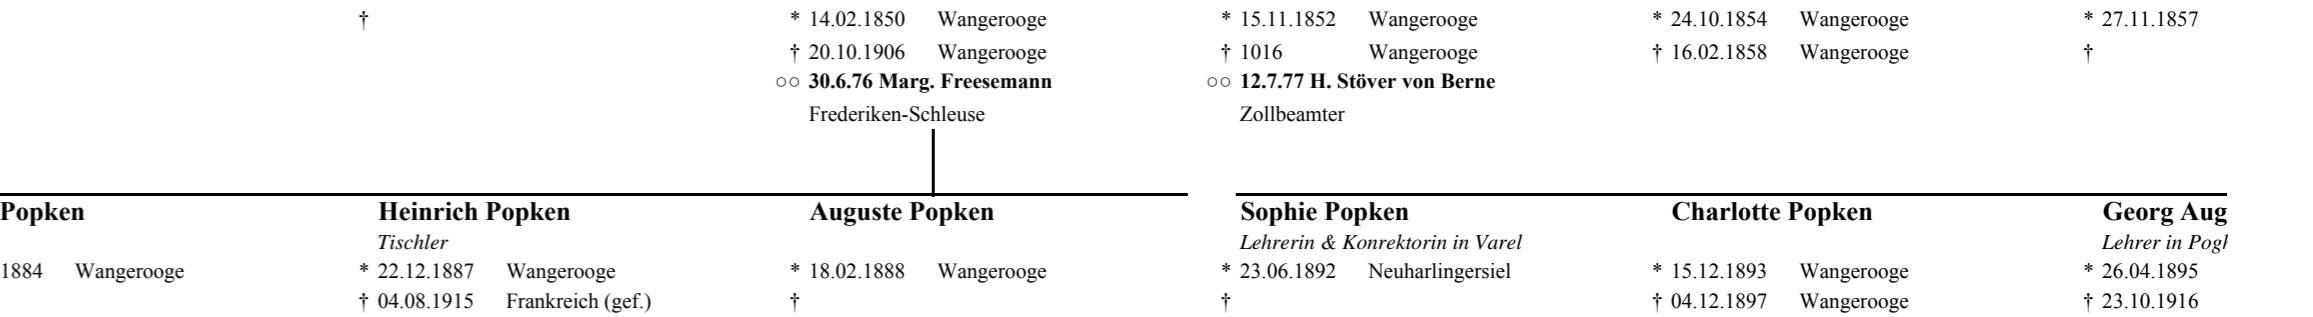 † * 14.02.1850 Wangerooge * 15.11.1852 Wangerooge * 24.10.1854 Wangerooge * 27.11.1857
† 20.10.1906 Wangerooge † 1016 Wangerooge † 16.02.1858 Wangerooge †
○○ 30.6.76 Marg. Freesemann ○○ 12.7.77 H. Stöver von Berne
Frederiken-Schleuse Zollbeamter
Popken Heinrich Popken Auguste Popken Sophie Popken Charlotte Popken Georg Aug
Tischler Lehrerin & Konrektorin in Varel Lehrer in
1884 Wangerooge * 22.12.1887 Wangerooge * 18.02.1888 Wangerooge * 23.06.1892 Neuharlingersiel * 15.12.1893 Wangerooge * 26.04.1895
† 04.08.1915 Frankreich (gef.) † † † 04.12.1897 Wangerooge † 23.10.1916